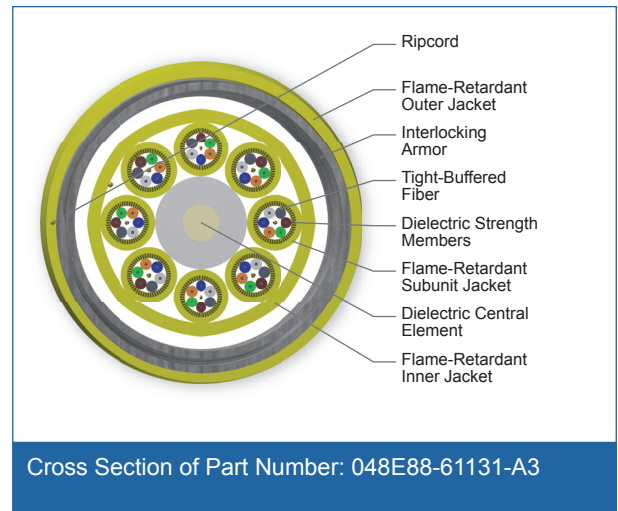 Ripcord
Flame-Retardant
Outer Jacket
Interlocking
Armor
Tight-Buffered
Fiber
Dielectric Strength
Members
Flame-Retardant
Subunit Jacket
Dielectric Central
Element
Flame-Retardant
Inner Jacket
Cross Section of Part Number: 048E88-61131-A3